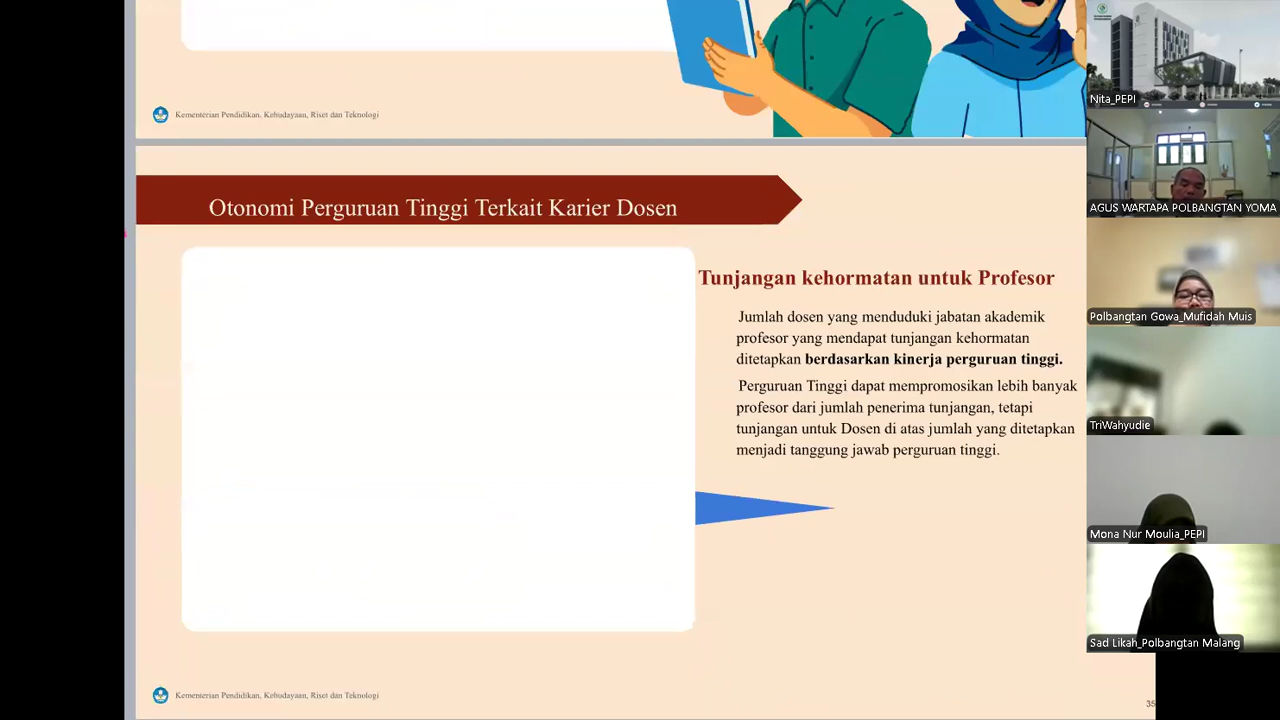 Kementerian Pendidikan, Kebudayaan, Riset dan Teknologi
Otonomi Perguruan Tinggi Terkait Karier Dosen
Tunjangan kehormatan untuk Profesor
Jumlah dosen yang menduduki jabatan akademik
profesor yang mendapat tunjangan kehormatan
ditetapkan berdasarkan kinerja perguruan tinggi.
Perguruan Tinggi dapat mempromosikan lebih banyak
profesor dari jumlah penerima tunjangan, tetapi
tunjangan untuk Dosen di atas jumlah yang ditetapkan
menjadi tanggung jawab perguruan tinggi.
Kementerian Pendidikan, Kebudayaan, Riset dan Teknologi
35
Nita_PEPI
AGUS WARTAPA POLBANGTAN YOMA
Polbangtan Gowa_Mufidah Muis
TriWahyudie
Mona Nur Moulia_PEPI
Sad Likah_Polbangtan Malang